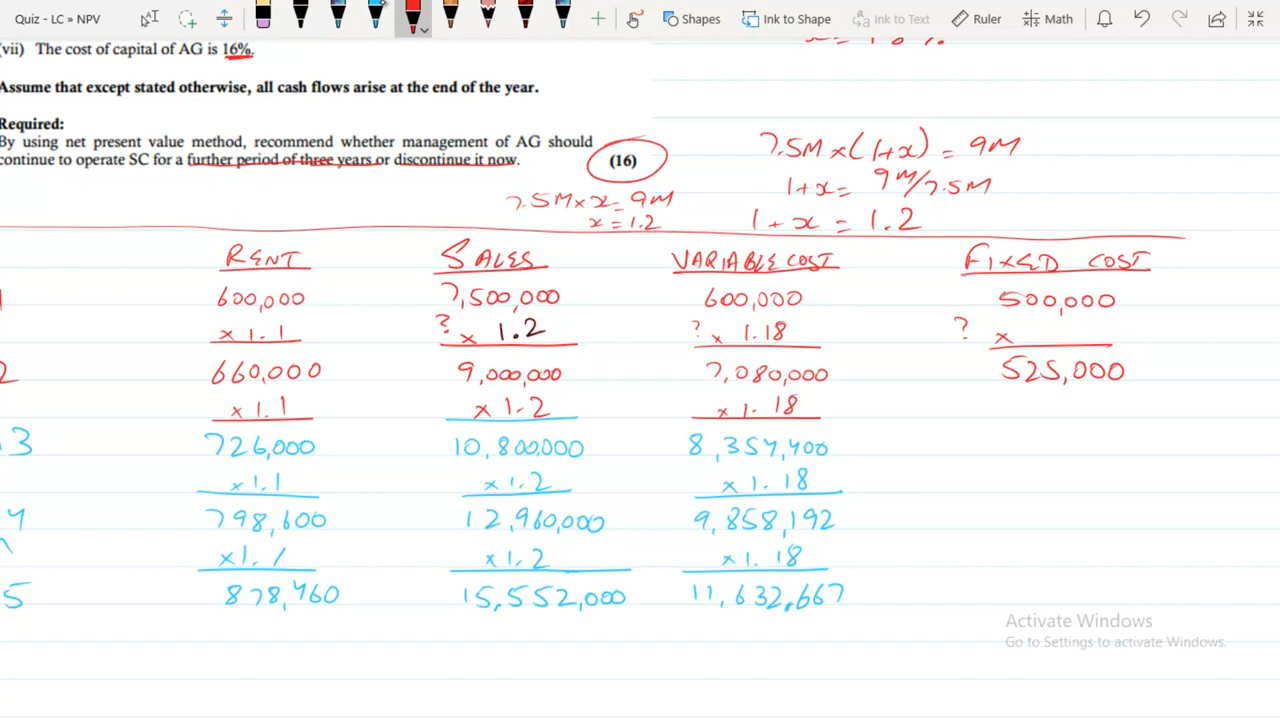 Quiz - LC » NPV
Shapes
Ink to Shape
Ink to Text
Ruler
Math
(vii) The cost of capital of AG is 16%.
Assume that except stated otherwise, all cash flows arise at the end of the year.
Required:
By using net present value method, recommend whether management of AG should
continue to operate SC for a further period of three years or discontinue it now.
(16)
7.5M × x = 9M
x = 1.2
7.5M × (1+x) = 9M
1+x = 9M/7.5M
1+x = 1.2
RENT SALES VARIABLE COST FIXED COST
600,000 7,500,000 600,000 500,000
× 1.1 ? × 1.2 ? × 1.18 ? ×
2 660,000 9,000,000 7,080,000 525,000
× 1.1 × 1.2 × 1.18
3 726,000 10,800,000 8,354,400
× 1.1 × 1.2 × 1.18
4 798,600 12,960,000 9,858,192
× 1.1 × 1.2 × 1.18
5 878,460 15,552,000 11,632,667
Activate Windows
Go to Settings to activate Windows.